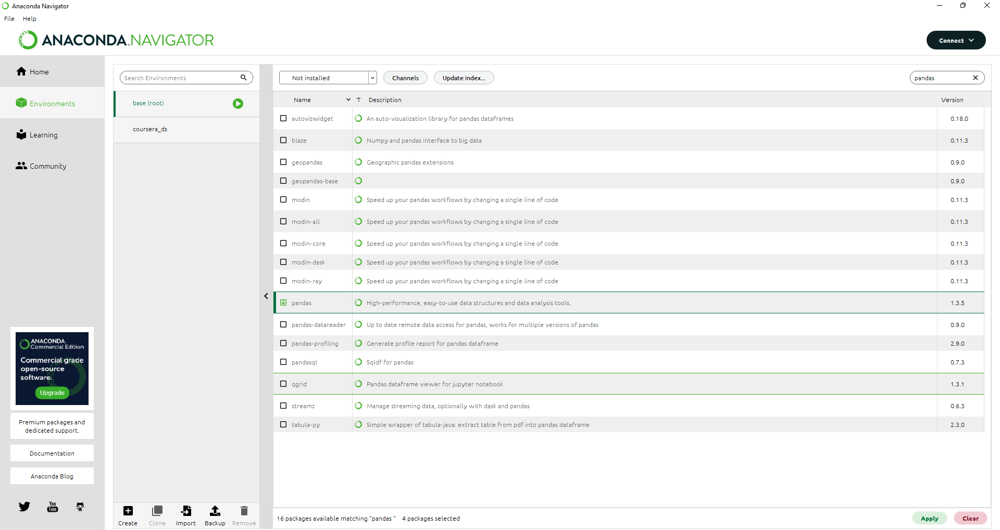 Anaconda Navigator
File Help
ANACONDA.NAVIGATOR
Connect
Home
Environments
Learning
Community
ANACONDA.
Commercial Edition
Commercial grade
open-source
software.
Upgrade
Premium packages and
dedicated support.
Documentation
Anaconda Blog
You
Tube
Search Environments
base (root)
coursera_ds
Create Clone Import Backup Remove
Not installed Channels Update index... pandas
Name T Description Version
autovizwidget An auto-visualization library for pandas dataframes 0.18.0
blaze Numpy and pandas interface to big data 0.11.3
geopandas Geographic pandas extensions 0.9.0
geopandas-base 0.9.0
modin Speed up your pandas workflows by changing a single line of code 0.11.3
modin-all Speed up your pandas workflows by changing a single line of code 0.11.3
modin-core Speed up your pandas workflows by changing a single line of code 0.11.3
modin-dask Speed up your pandas workflows by changing a single line of code 0.11.3
modin-ray Speed up your pandas workflows by changing a single line of code 0.11.3
pandas High-performance, easy-to-use data structures and data analysis tools. 1.3.5
pandas-datareader Up to date remote data access for pandas, works for multiple versions of pandas 0.9.0
pandas-profiling Generate profile report for pandas dataframe 2.9.0
pandasql Sqldf for pandas 0.7.3
qgrid Pandas dataframe viewer for jupyter notebook 1.3.1
streamz Manage streaming data, optionally with dask and pandas 0.6.3
tabula-py Simple wrapper of tabula-java: extract table from pdf into pandas dataframe 2.3.0
16 packages available matching "pandas " 4 packages selected
Apply Clear